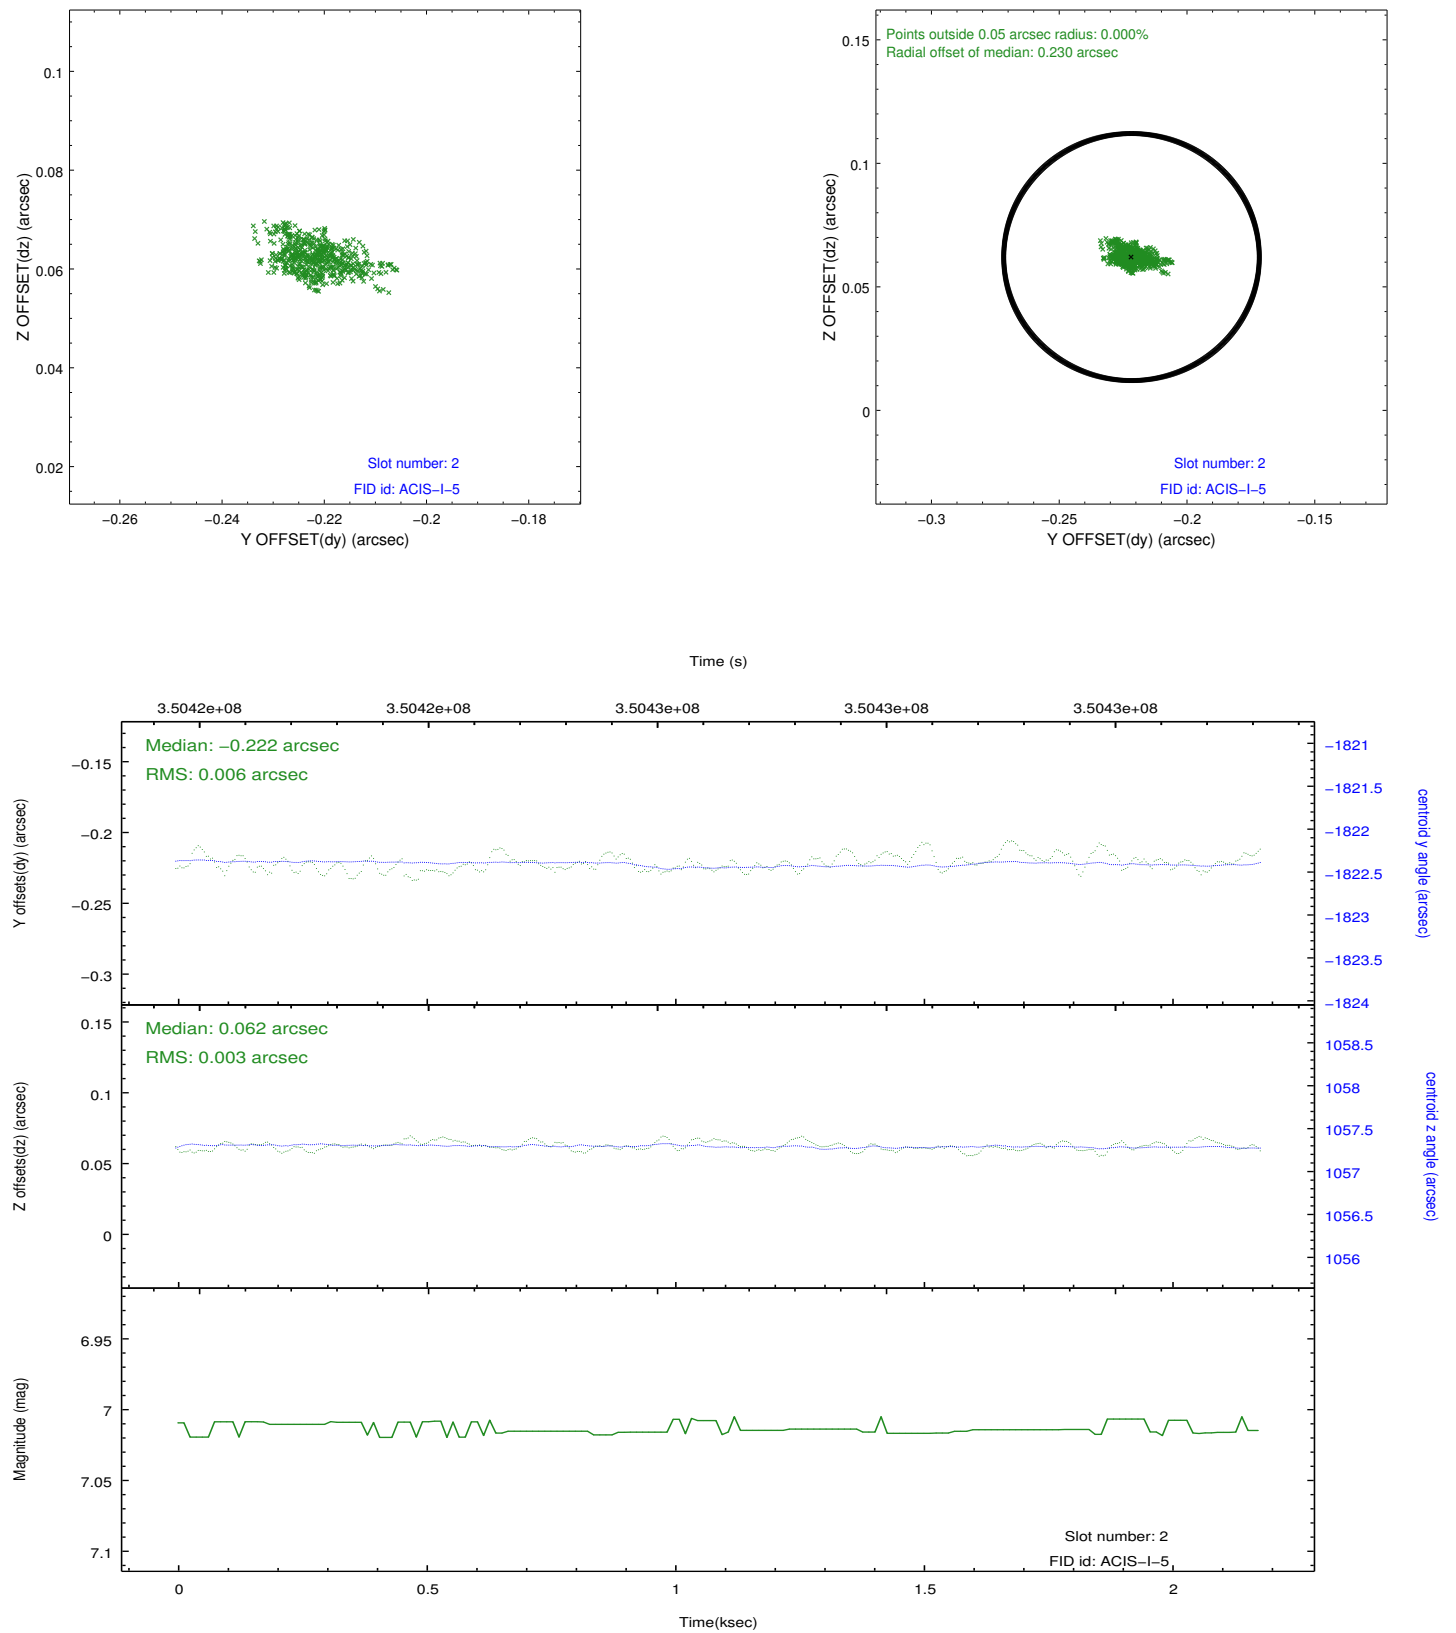 0.1
0.08
0.06
0.04
0.02
Z OFFSET(dz) (arcsec)
Slot number: 2
FID id: ACIS−I−5
−0.26 −0.24 −0.22 −0.2 −0.18
Y OFFSET(dy) (arcsec)
Points outside 0.05 arcsec radius: 0.000%
Radial offset of median: 0.230 arcsec
0.15
0.1
0.05
0
Z OFFSET(dz) (arcsec)
Slot number: 2
FID id: ACIS−I−5
−0.3 −0.25 −0.2 −0.15
Y OFFSET(dy) (arcsec)
Time (s)
3.5042e+08 3.5042e+08 3.5043e+08 3.5043e+08 3.5043e+08
Median: −0.222 arcsec
RMS: 0.006 arcsec
−0.15
−0.2
−0.25
−0.3
Y offsets(dy) (arcsec)
−1821
−1821.5
−1822
−1822.5
−1823
−1823.5
−1824
centroid y angle (arcsec)
Median: 0.062 arcsec
RMS: 0.003 arcsec
0.15
0.1
0.05
0
Z offsets(dz) (arcsec)
1058.5
1058
1057.5
1057
1056.5
1056
centroid z angle (arcsec)
6.95
7
7.05
7.1
Magnitude (mag)
Slot number: 2
FID id: ACIS−I−5
0 0.5 1 1.5 2
Time(ksec)